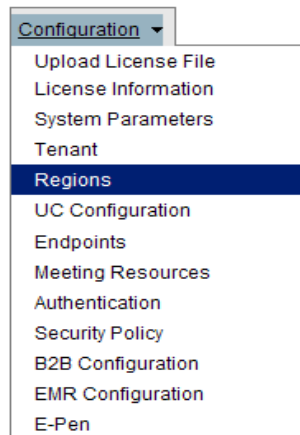 Configuration
Upload License File
License Information
System Parameters
Tenant
Regions
UC Configuration
Endpoints
Meeting Resources
Authentication
Security Policy
B2B Configuration
EMR Configuration
E-Pen